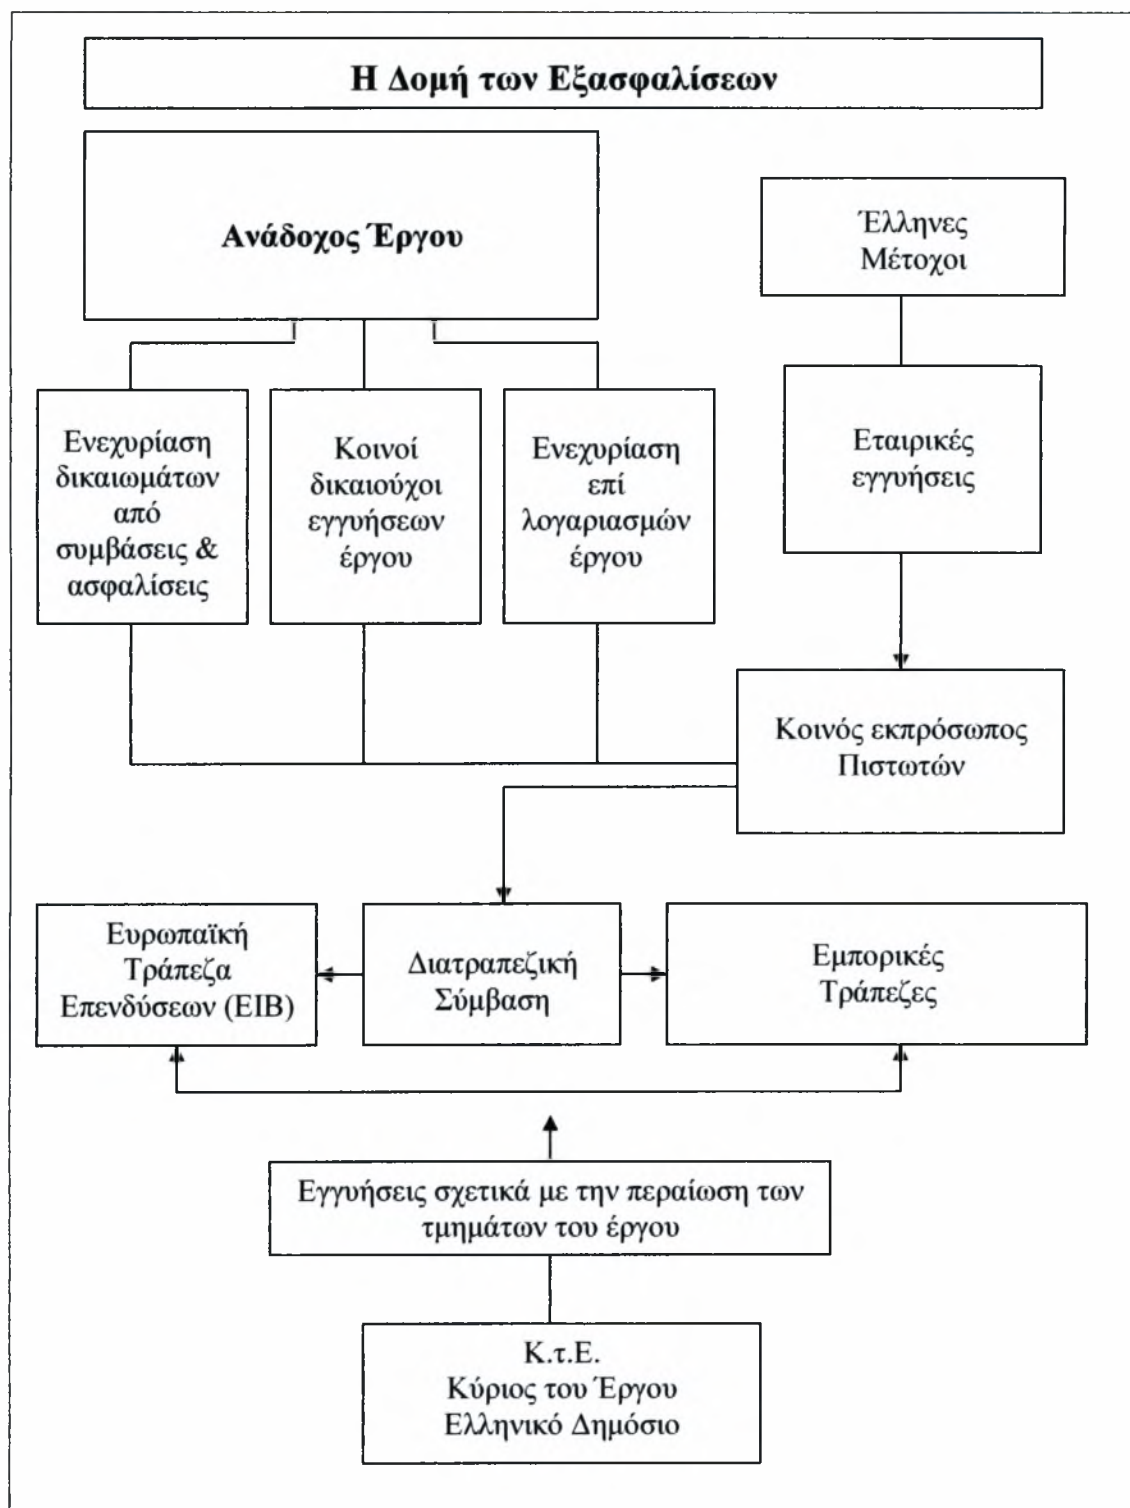 Η Δομή των Εξασφαλίσεων
Ανάδοχος Έργου
Έλληνες
Μέτοχοι
Ενεχυρίαση
δικαιωμάτων
από
συμβάσεις &
ασφαλίσεις
Κοινοί
δικαιούχοι
εγγυήσεων
έργου
Ενεχυρίαση
επί
λογαριασμών
έργου
Εταιρικές
εγγυήσεις
Κοινός εκπρόσωπος
Πιστωτών
Ευρωπαϊκή
Τράπεζα
Επενδύσεων (EIB)
Διατραπεζική
Σύμβαση
Εμπορικές
Τράπεζες
Εγγυήσεις σχετικά με την περαίωση των
τμημάτων του έργου
Κ.τ.Ε.
Κύριος του Έργου
Ελληνικό Δημόσιο